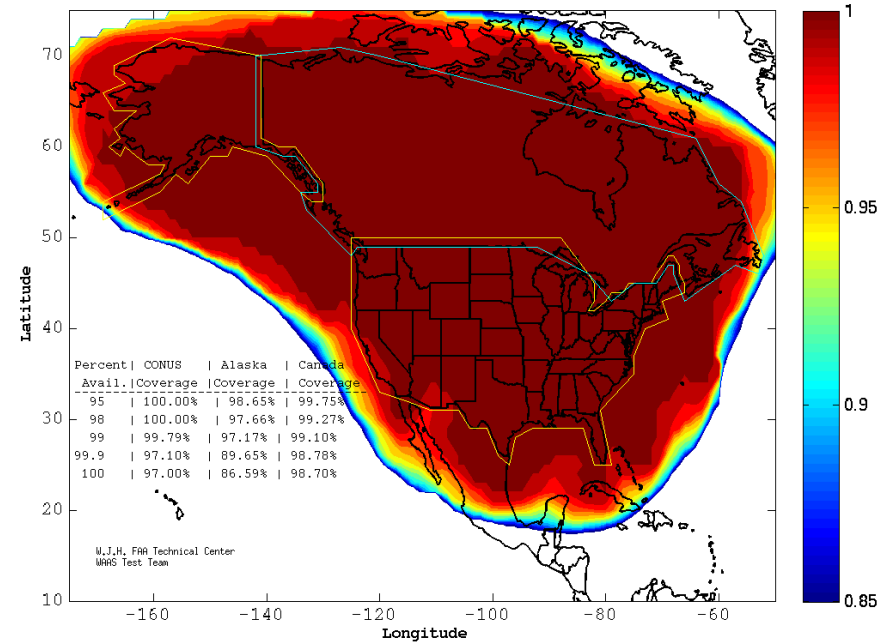 70
60
50
40
30
20
10
Latitude
-160 -140 -120 -100 -80 -60
Longitude
1
0.95
0.9
0.85
Percent| CONUS | Alaska | Canada
Avail.|Coverage |Coverage | Coverage
95 | 100.00% | 98.65% | 99.75%
98 | 100.00% | 97.66% | 99.27%
99 | 99.79% | 97.17% | 99.10%
99.9 | 97.10% | 89.65% | 98.78%
100 | 97.00% | 86.59% | 98.70%
W.J.H. FAA Technical Center
WAAS Test Team